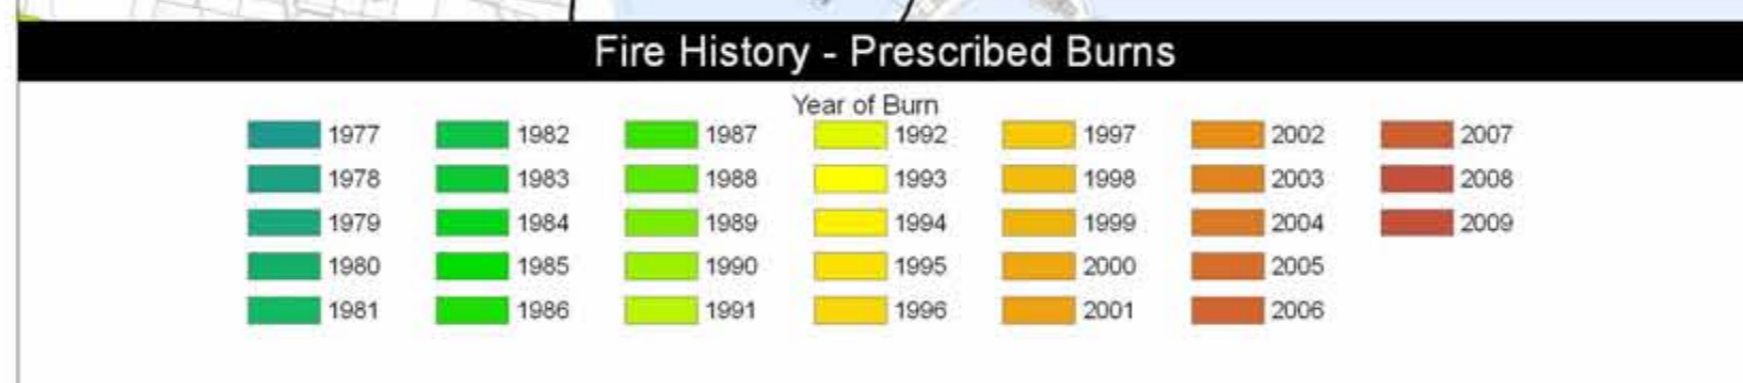 Fire History - Prescribed Burns
Year of Burn
1977 1982 1987 1992 1997 2002 2007
1978 1983 1988 1993 1998 2003 2008
1979 1984 1989 1994 1999 2004 2009
1980 1985 1990 1995 2000 2005
1981 1986 1991 1996 2001 2006